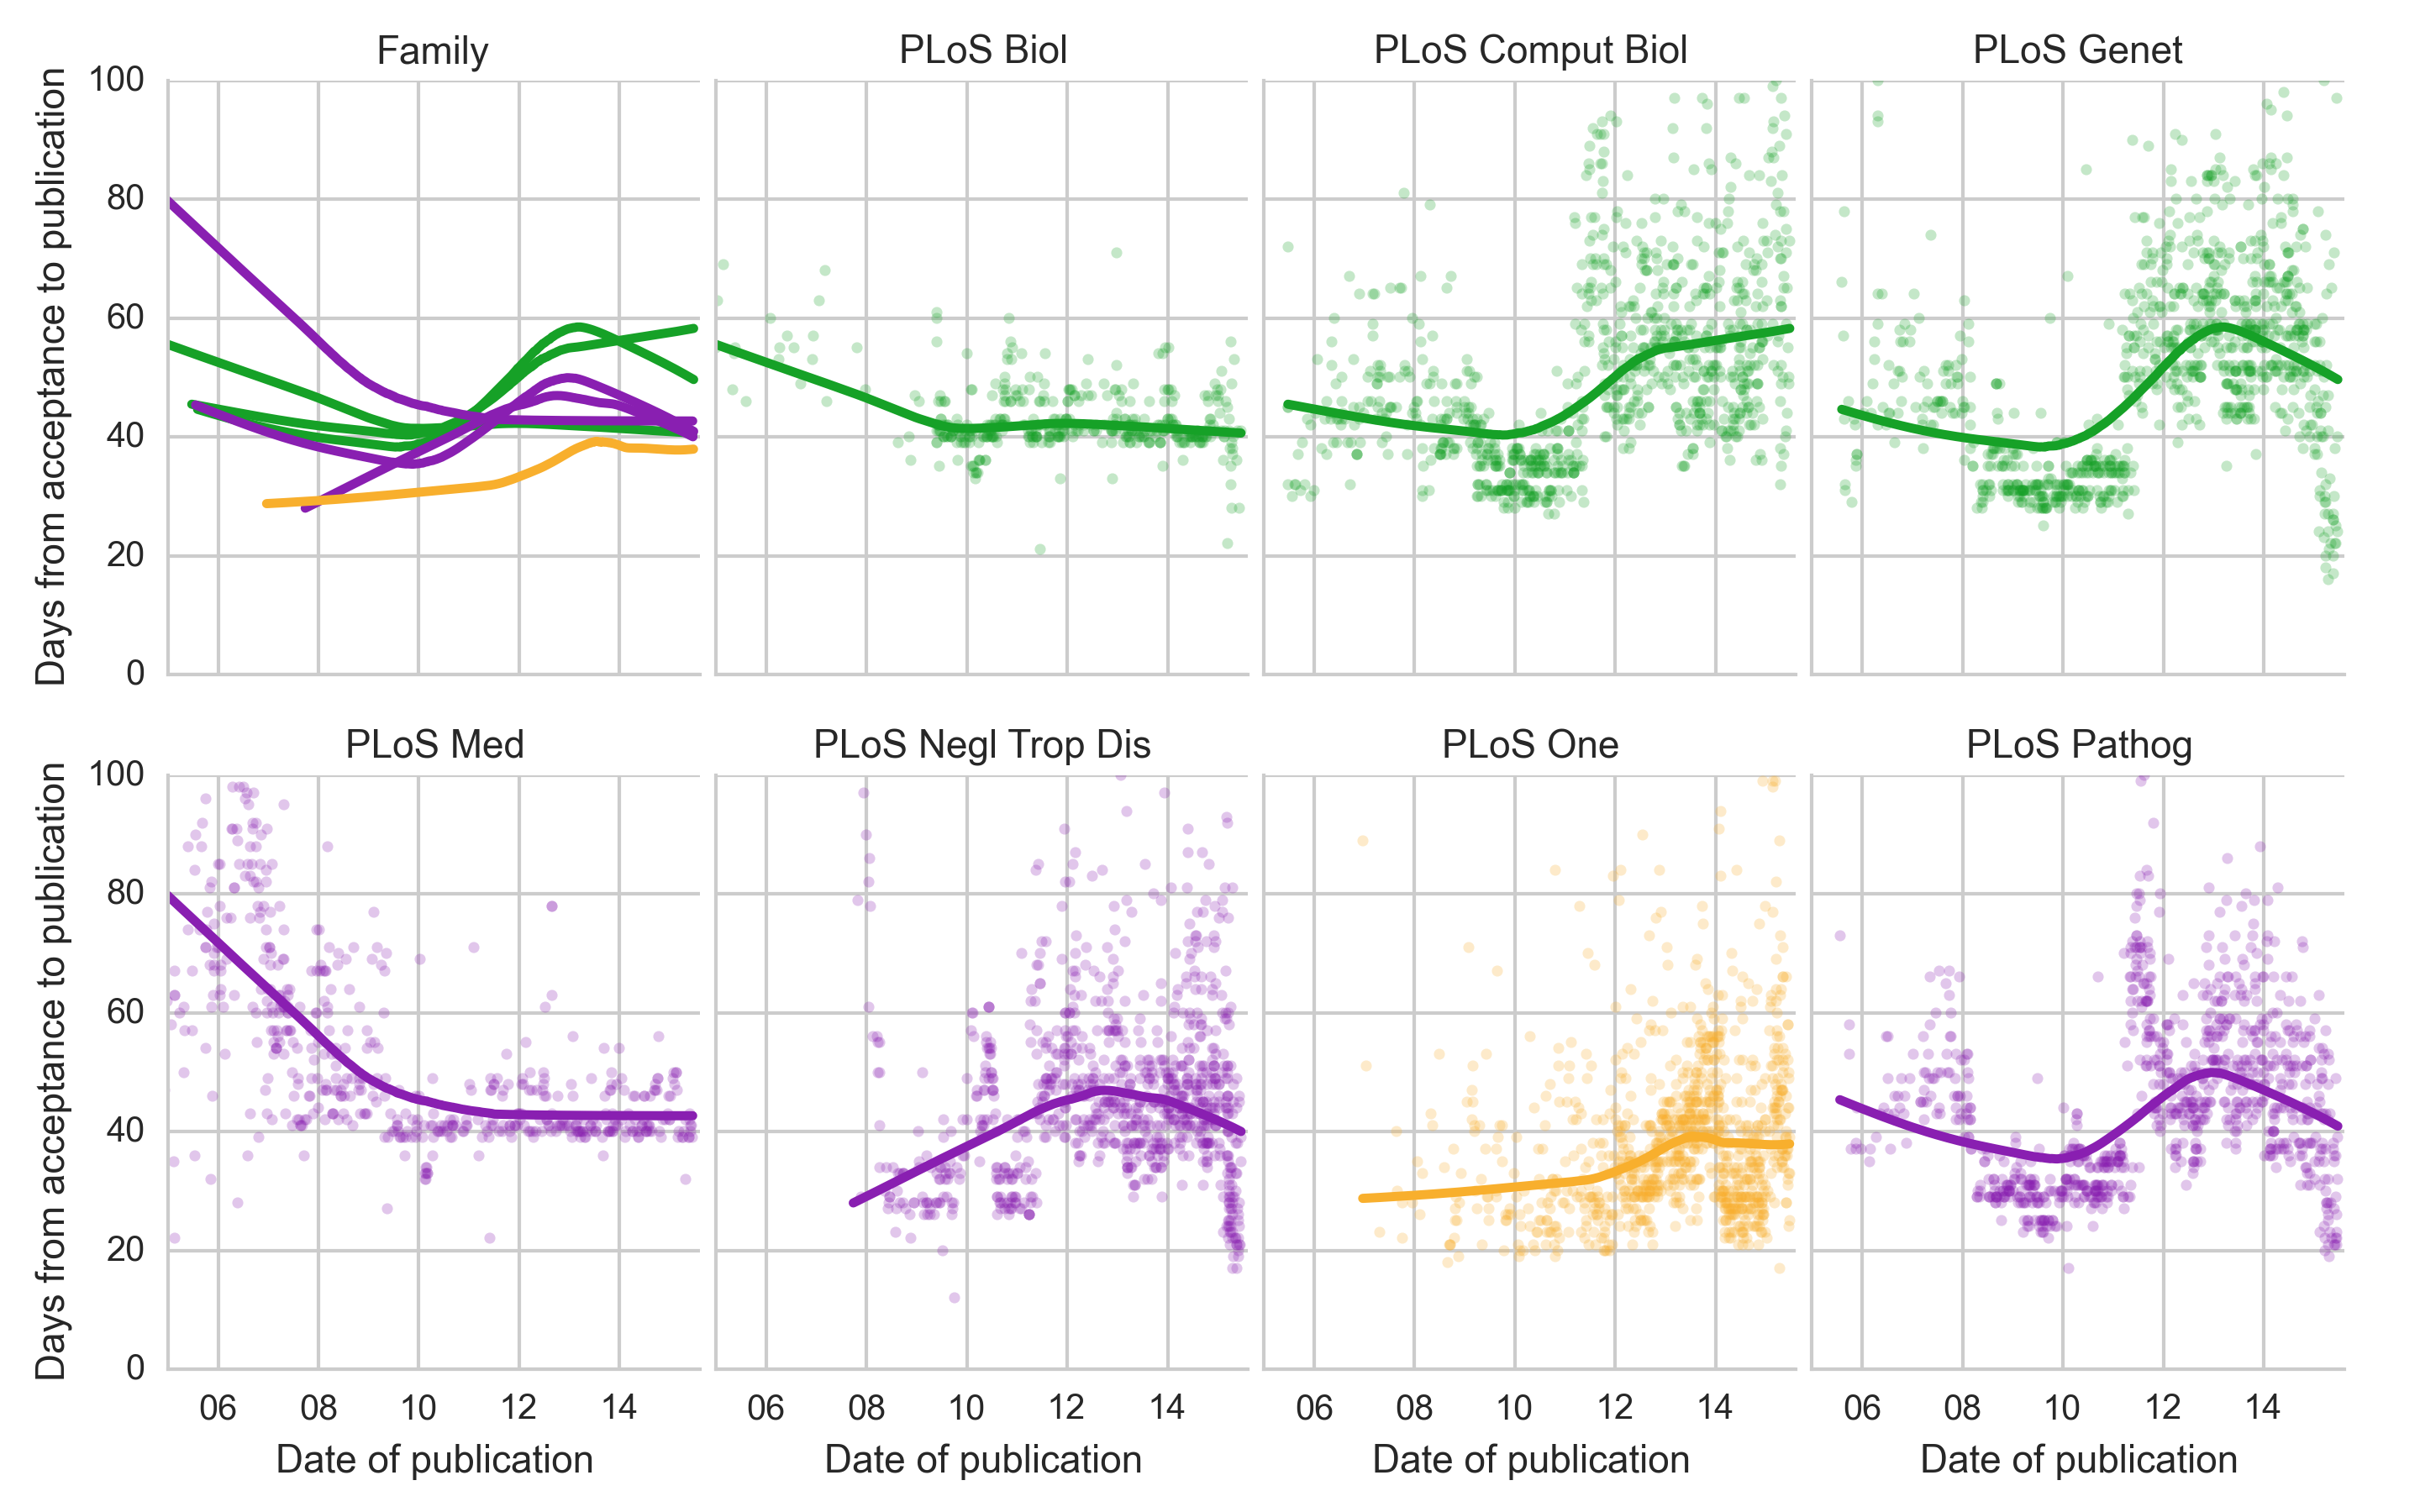 Family
PLoS Biol
PLoS Comput Biol
PLoS Genet
Days from acceptance to publication
100
80
60
40
20
0
PLoS Med
PLoS Negl Trop Dis
PLoS One
PLoS Pathog
Days from acceptance to publication
100
80
60
40
20
0
06 08 10 12 14
06 08 10 12 14
06 08 10 12 14
06 08 10 12 14
Date of publication
Date of publication
Date of publication
Date of publication